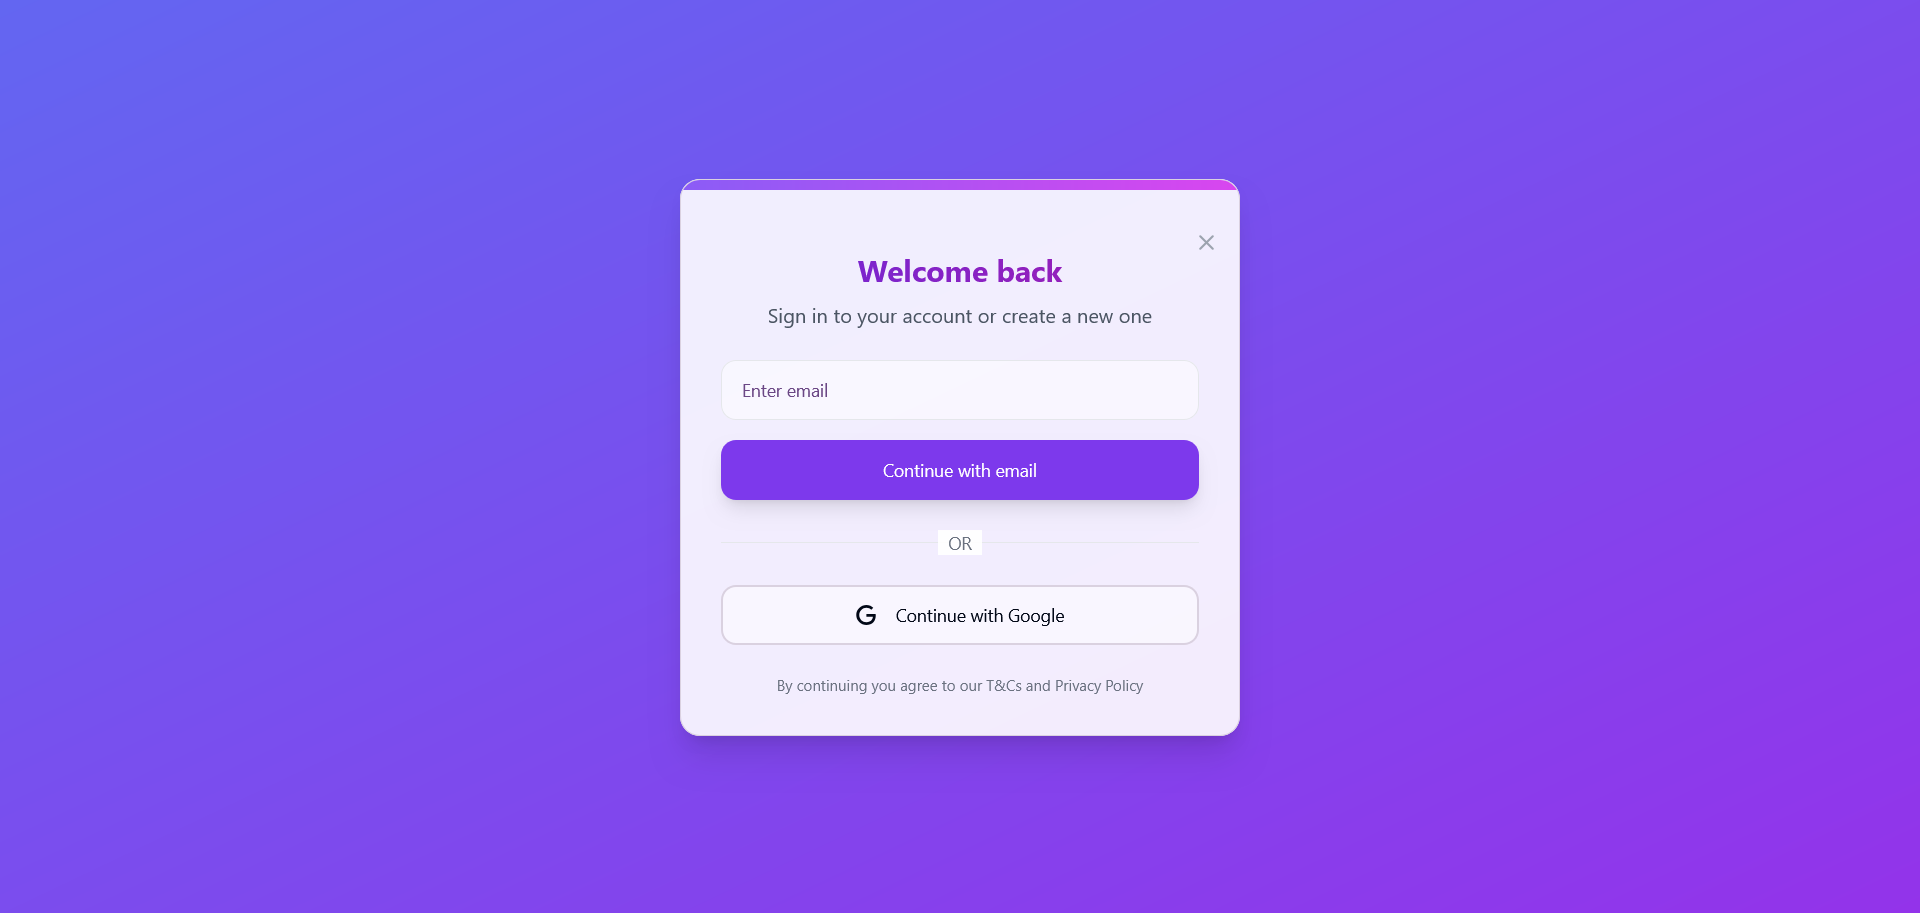 Welcome back
Sign in to your account or create a new one
Enter email
Continue with email
OR
Continue with Google
By continuing you agree to our T&Cs and Privacy Policy